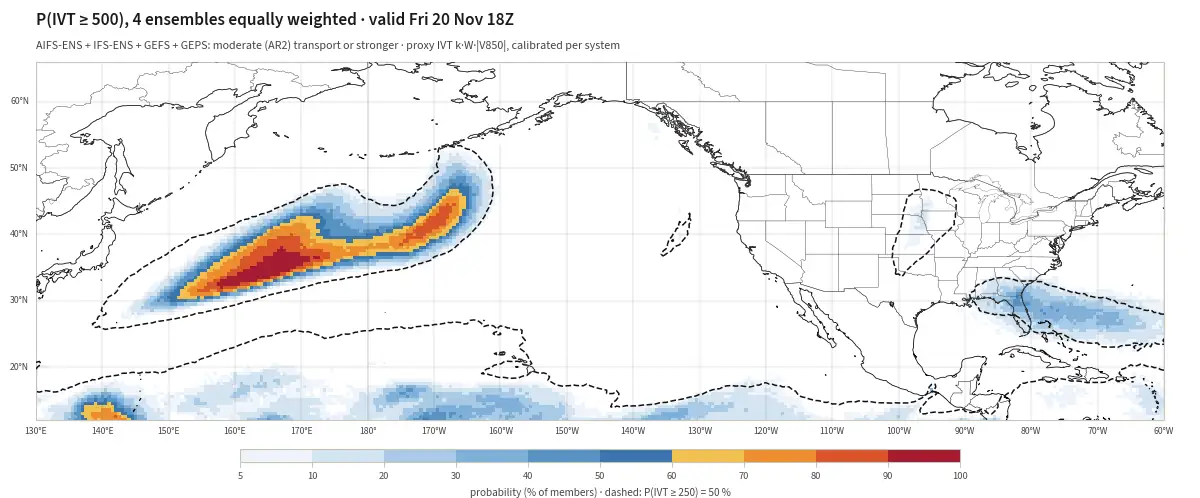 P(IVT ≥ 500), 4 ensembles equally weighted · valid Fri 20 Nov 18Z
AIFS-ENS + IFS-ENS + GEFS + GEPS: moderate (AR2) transport or stronger · proxy IVT k·W·|V850|, calibrated per system
60°N
50°N
40°N
30°N
20°N
130°E 140°E 150°E 160°E 170°E 180° 170°W 160°W 150°W 140°W 130°W 120°W 110°W 100°W 90°W 80°W 70°W 60°W
5 10 20 30 40 50 60 70 80 90 100
probability (% of members) · dashed: P(IVT ≥ 250) = 50 %